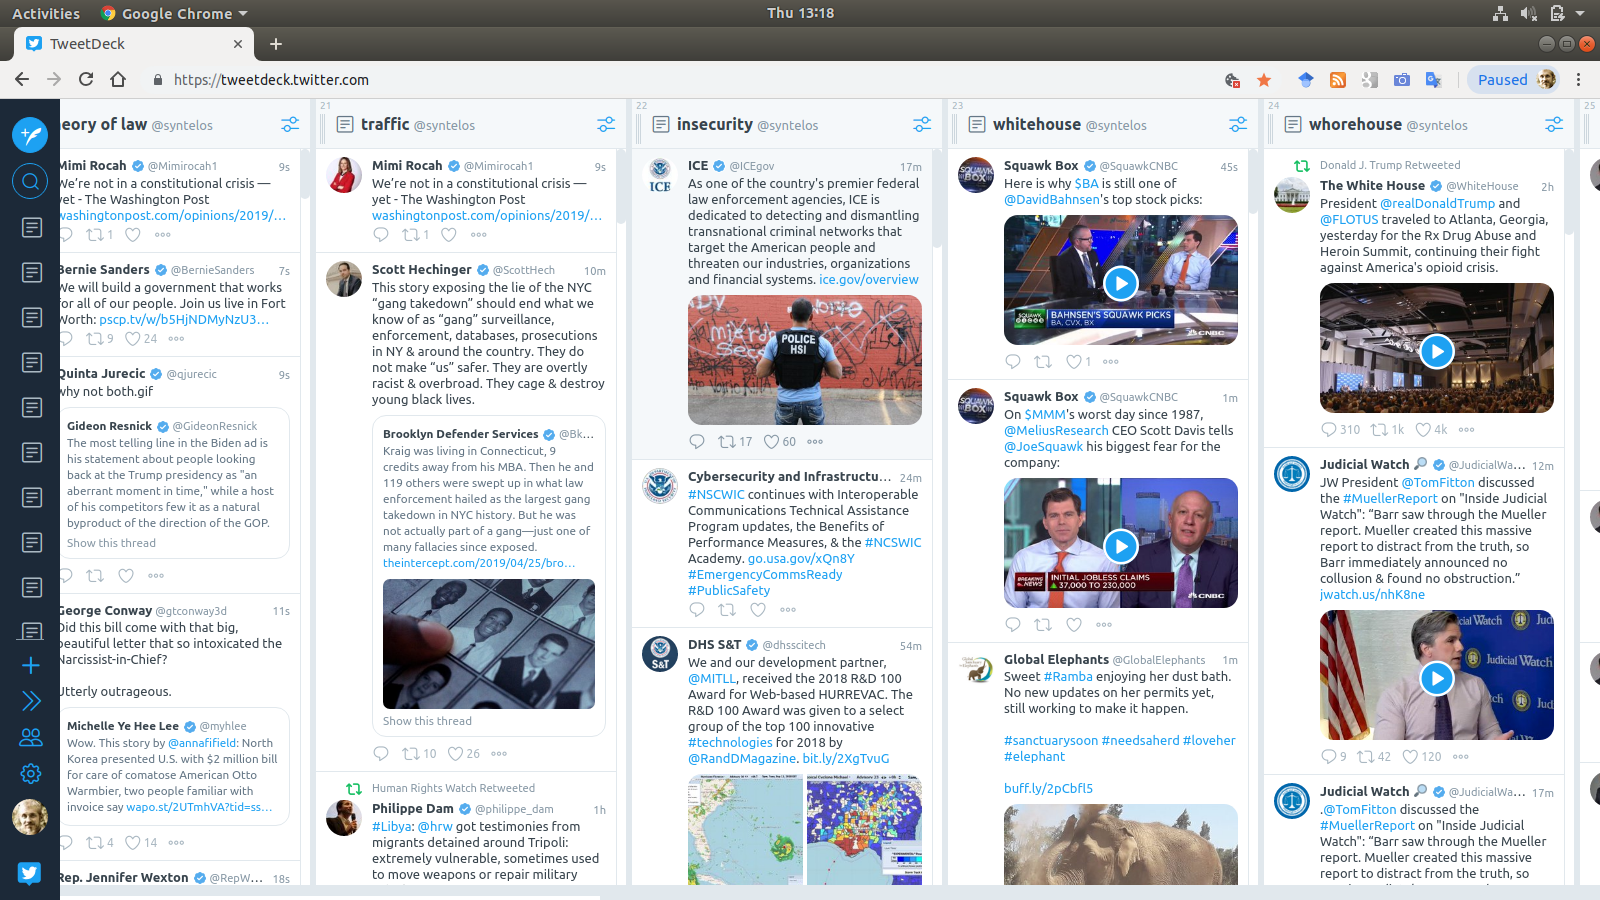 Activities
Google Chrome
Thu 13:18
TweetDeck
https://tweetdeck.twitter.com
Paused
eory of law @syntelos
Mimi Rocah @Mimirocah1 9s
We’re not in a constitutional crisis —
yet - The Washington Post
washingtonpost.com/opinions/2019/…
1
Bernie Sanders @BernieSanders 7s
We will build a government that works
for all of our people. Join us live in Fort
Worth: pscp.tv/w/b5HjNDMyNzU3…
9 24
Quinta Jurecic @qjurecic 9s
why not both.gif
Gideon Resnick @GideonResnick
The most telling line in the Biden ad is
his statement about people looking
back at the Trump presidency as "an
aberrant moment in time," while a host
of his competitors few it as a natural
byproduct of the direction of the GOP.
Show this thread
George Conway @gtconway3d 11s
Did this bill come with that big,
beautiful letter that so intoxicated the
Narcissist-in-Chief?
Utterly outrageous.
Michelle Ye Hee Lee @myhlee
Wow. This story by @annafifield: North
Korea presented U.S. with $2 million bill
for care of comatose American Otto
Warmbier, two people familiar with
invoice say wapo.st/2UTmhVA?tid=ss…
4 14
Rep. Jennifer Wexton @RepW… 18s
21
traffic @syntelos
Mimi Rocah @Mimirocah1 9s
We’re not in a constitutional crisis —
yet - The Washington Post
washingtonpost.com/opinions/2019/…
1
Scott Hechinger @ScottHech 10m
This story exposing the lie of the NYC
“gang takedown” should end what we
know of as “gang” surveillance,
enforcement, databases, prosecutions
in NY & around the country. They do
not make “us” safer. They are overtly
racist & overbroad. They cage & destroy
young black lives.
Brooklyn Defender Services @Bk…
Kraig was living in Connecticut, 9
credits away from his MBA. Then he and
119 others were swept up in what law
enforcement hailed as the largest gang
takedown in NYC history. But he was
not actually part of a gang—just one of
many fallacies since exposed.
theintercept.com/2019/04/25/bro…
Show this thread
10 26
Human Rights Watch Retweeted
Philippe Dam @philippe_dam 1h
#Libya: @hrw got testimonies from
migrants detained around Tripoli:
extremely vulnerable, sometimes used
to move weapons or repair military
22
insecurity @syntelos
ICE @ICEgov 17m
ICE
As one of the country's premier federal
law enforcement agencies, ICE is
dedicated to detecting and dismantling
transnational criminal networks that
target the American people and
threaten our industries, organizations
and financial systems. ice.gov/overview
POLICE
HSI
17 60
Cybersecurity and Infrastructu… 24m
#NSCWIC continues with Interoperable
Communications Technical Assistance
Program updates, the Benefits of
Performance Measures, & the #NCSWIC
Academy. go.usa.gov/xQn8Y
#EmergencyCommsReady
#PublicSafety
DHS S&T @dhsscitech 54m
S&T
We and our development partner,
@MITLL, received the 2018 R&D 100
Award for Web-based HURREVAC. The
R&D 100 Award was given to a select
group of the top 100 innovative
#technologies for 2018 by
@RandDMagazine. bit.ly/2XgTvuG
23
whitehouse @syntelos
Squawk Box @SquawkCNBC 45s
SQUAWK BOX
Here is why $BA is still one of
@DavidBahnsen's top stock picks:
SQUAWK PICKS
BAHNSEN'S SQUAWK PICKS
BA, CVX, BX
CNBC
1
Squawk Box @SquawkCNBC 1m
SQUAWK BOX
On $MMM's worst day since 1987,
@MeliusResearch CEO Scott Davis tells
@JoeSquawk his biggest fear for the
company:
BREAKING NEWS
INITIAL JOBLESS CLAIMS
37,000 TO 230,000
CNBC
Global Elephants @GlobalElephants 1m
Sweet #Ramba enjoying her dust bath.
No new updates on her permits yet,
still working to make it happen.
#sanctuarysoon #needsaherd #loveher
#elephant
buff.ly/2pCbfl5
24
whorehouse @syntelos
Donald J. Trump Retweeted
The White House @WhiteHouse 2h
President @realDonaldTrump and
@FLOTUS traveled to Atlanta, Georgia,
yesterday for the Rx Drug Abuse and
Heroin Summit, continuing their fight
against America's opioid crisis.
310 1k 4k
Judicial Watch @JudicialWa… 12m
JW President @TomFitton discussed
the #MuellerReport on "Inside Judicial
Watch": “Barr saw through the Mueller
report. Mueller created this massive
report to distract from the truth, so
Barr immediately announced no
collusion & found no obstruction.”
jwatch.us/nhK8ne
Judicial Watch
9 42 120
Judicial Watch @JudicialWa… 17m
.@TomFitton discussed the
#MuellerReport on "Inside Judicial
Watch": “Barr saw through the Mueller
report. Mueller created this massive
report to distract from the truth, so
25